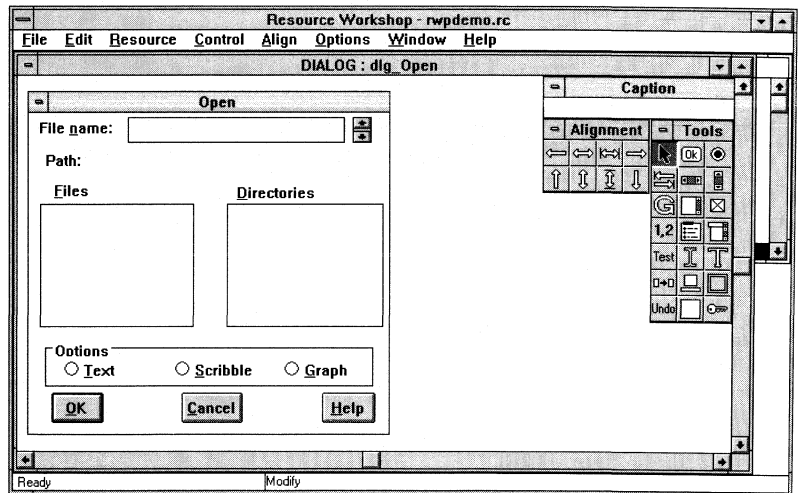 Resource Workshop - rwpdemo.rc
File Edit Resource Control Align Options Window Help
DIALOG : dlg_Open
Caption
Open
File name:
Path:
Files
Directories
Options
Text
Scribble
Graph
OK
Cancel
Help
Alignment
Tools
Ok
G
1,2
Test
I
T
Undo
Ready
Modify